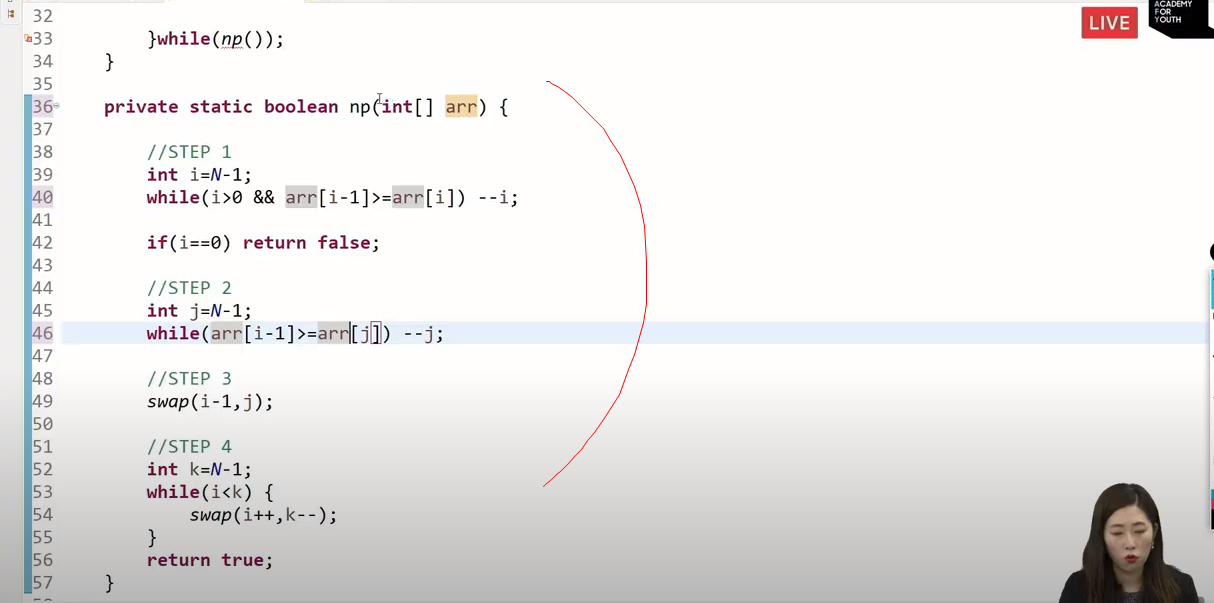 LIVE
ACADEMY
FOR
YOUTH
32
33 }while(np());
34 }
35
36 private static boolean np(int[] arr) {
37
38 //STEP 1
39 int i=N-1;
40 while(i>0 && arr[i-1]>=arr[i]) --i;
41
42 if(i==0) return false;
43
44 //STEP 2
45 int j=N-1;
46 while(arr[i-1]>=arr[j]) --j;
47
48 //STEP 3
49 swap(i-1,j);
50
51 //STEP 4
52 int k=N-1;
53 while(i<k) {
54 swap(i++,k--);
55 }
56 return true;
57 }